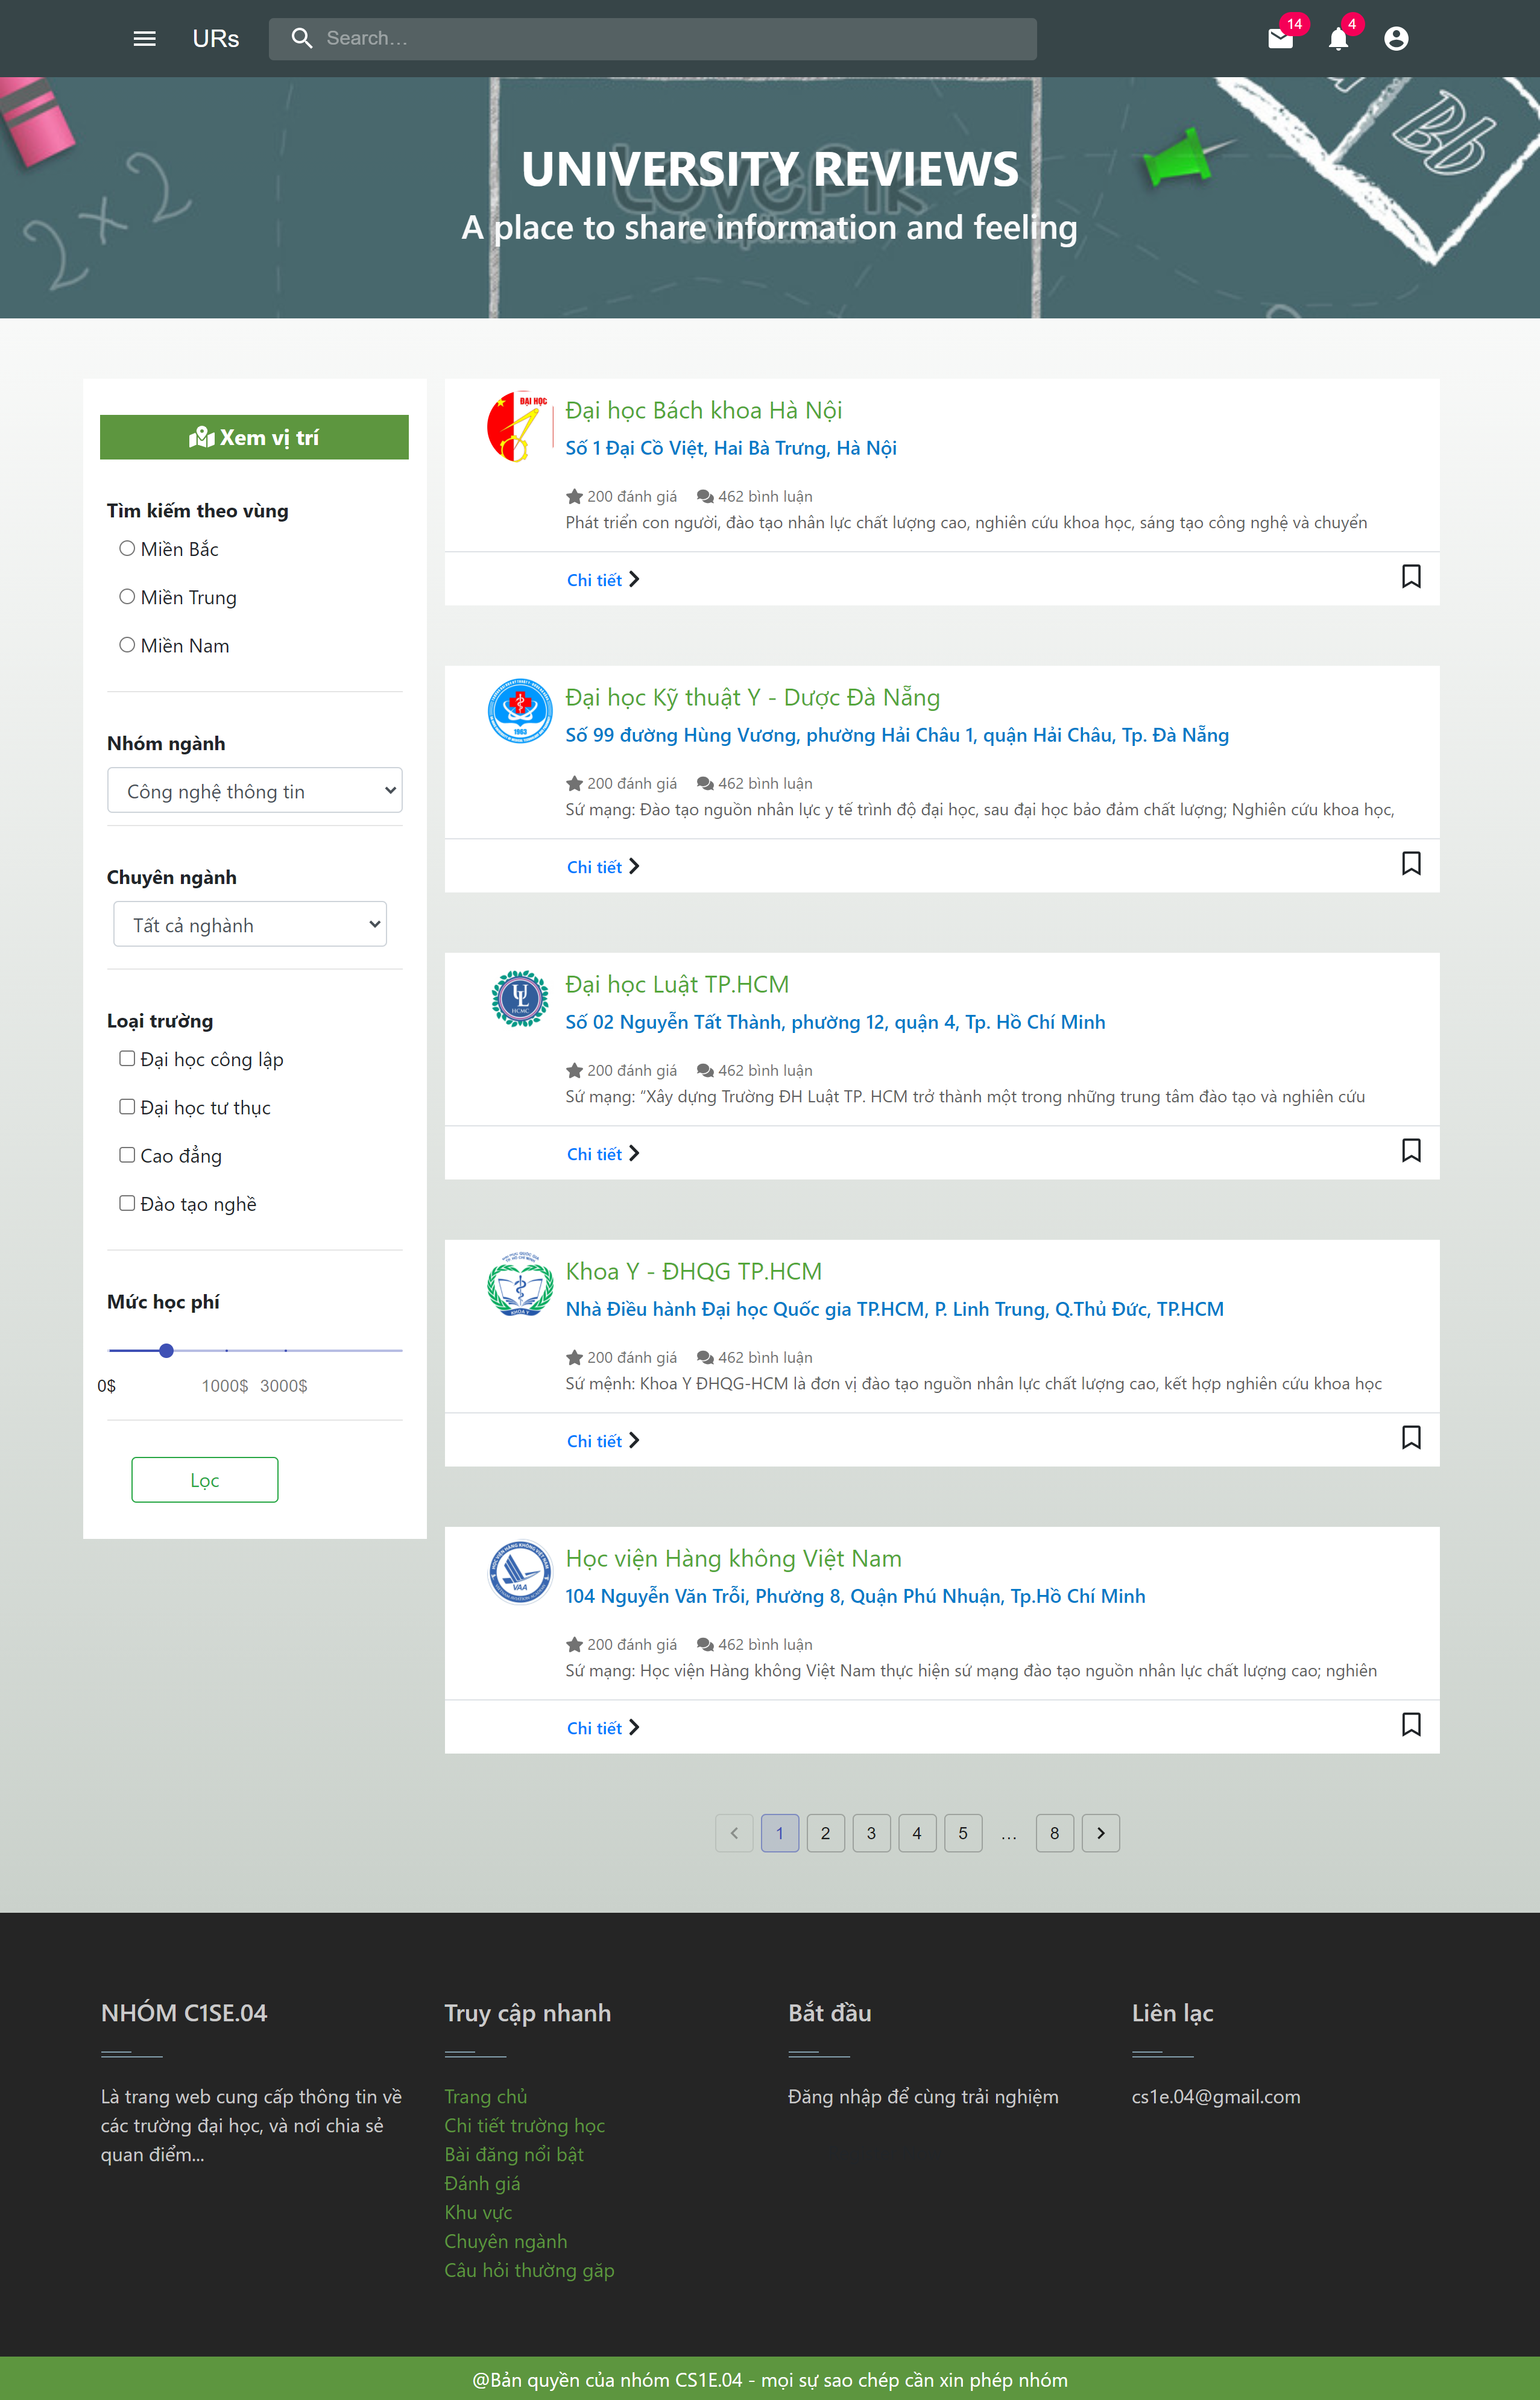 URs
Search…
14
4
UNIVERSITY REVIEWS
A place to share information and feeling
2 x 2
Bb
Xem vị trí
Tìm kiếm theo vùng
Miền Bắc
Miền Trung
Miền Nam
Nhóm ngành
Công nghệ thông tin
Chuyên ngành
Tất cả nghành
Loại trường
Đại học công lập
Đại học tư thục
Cao đẳng
Đào tạo nghề
Mức học phí
0$ 1000$ 3000$
Lọc
ĐẠI HỌC
Đại học Bách khoa Hà Nội
Số 1 Đại Cồ Việt, Hai Bà Trưng, Hà Nội
200 đánh giá 462 bình luận
Phát triển con người, đào tạo nhân lực chất lượng cao, nghiên cứu khoa học, sáng tạo công nghệ và chuyển
Chi tiết
1963
Đại học Kỹ thuật Y - Dược Đà Nẵng
Số 99 đường Hùng Vương, phường Hải Châu 1, quận Hải Châu, Tp. Đà Nẵng
200 đánh giá 462 bình luận
Sứ mạng: Đào tạo nguồn nhân lực y tế trình độ đại học, sau đại học bảo đảm chất lượng; Nghiên cứu khoa học,
Chi tiết
UL
HCMC
Đại học Luật TP.HCM
Số 02 Nguyễn Tất Thành, phường 12, quận 4, Tp. Hồ Chí Minh
200 đánh giá 462 bình luận
Sứ mạng: “Xây dựng Trường ĐH Luật TP. HCM trở thành một trong những trung tâm đào tạo và nghiên cứu
Chi tiết
KHOA Y
Khoa Y - ĐHQG TP.HCM
Nhà Điều hành Đại học Quốc gia TP.HCM, P. Linh Trung, Q.Thủ Đức, TP.HCM
200 đánh giá 462 bình luận
Sứ mệnh: Khoa Y ĐHQG-HCM là đơn vị đào tạo nguồn nhân lực chất lượng cao, kết hợp nghiên cứu khoa học
Chi tiết
HỌC VIỆN HÀNG KHÔNG VIỆT NAM
VAA
Học viện Hàng không Việt Nam
104 Nguyễn Văn Trỗi, Phường 8, Quận Phú Nhuận, Tp.Hồ Chí Minh
200 đánh giá 462 bình luận
Sứ mạng: Học viện Hàng không Việt Nam thực hiện sứ mạng đào tạo nguồn nhân lực chất lượng cao; nghiên
Chi tiết
1 2 3 4 5 … 8
NHÓM C1SE.04
Là trang web cung cấp thông tin về
các trường đại học, và nơi chia sẻ
quan điểm...
Truy cập nhanh
Trang chủ
Chi tiết trường học
Bài đăng nổi bật
Đánh giá
Khu vực
Chuyên ngành
Câu hỏi thường gặp
Bắt đầu
Đăng nhập để cùng trải nghiệm
Liên lạc
cs1e.04@gmail.com
@Bản quyền của nhóm CS1E.04 - mọi sự sao chép cần xin phép nhóm